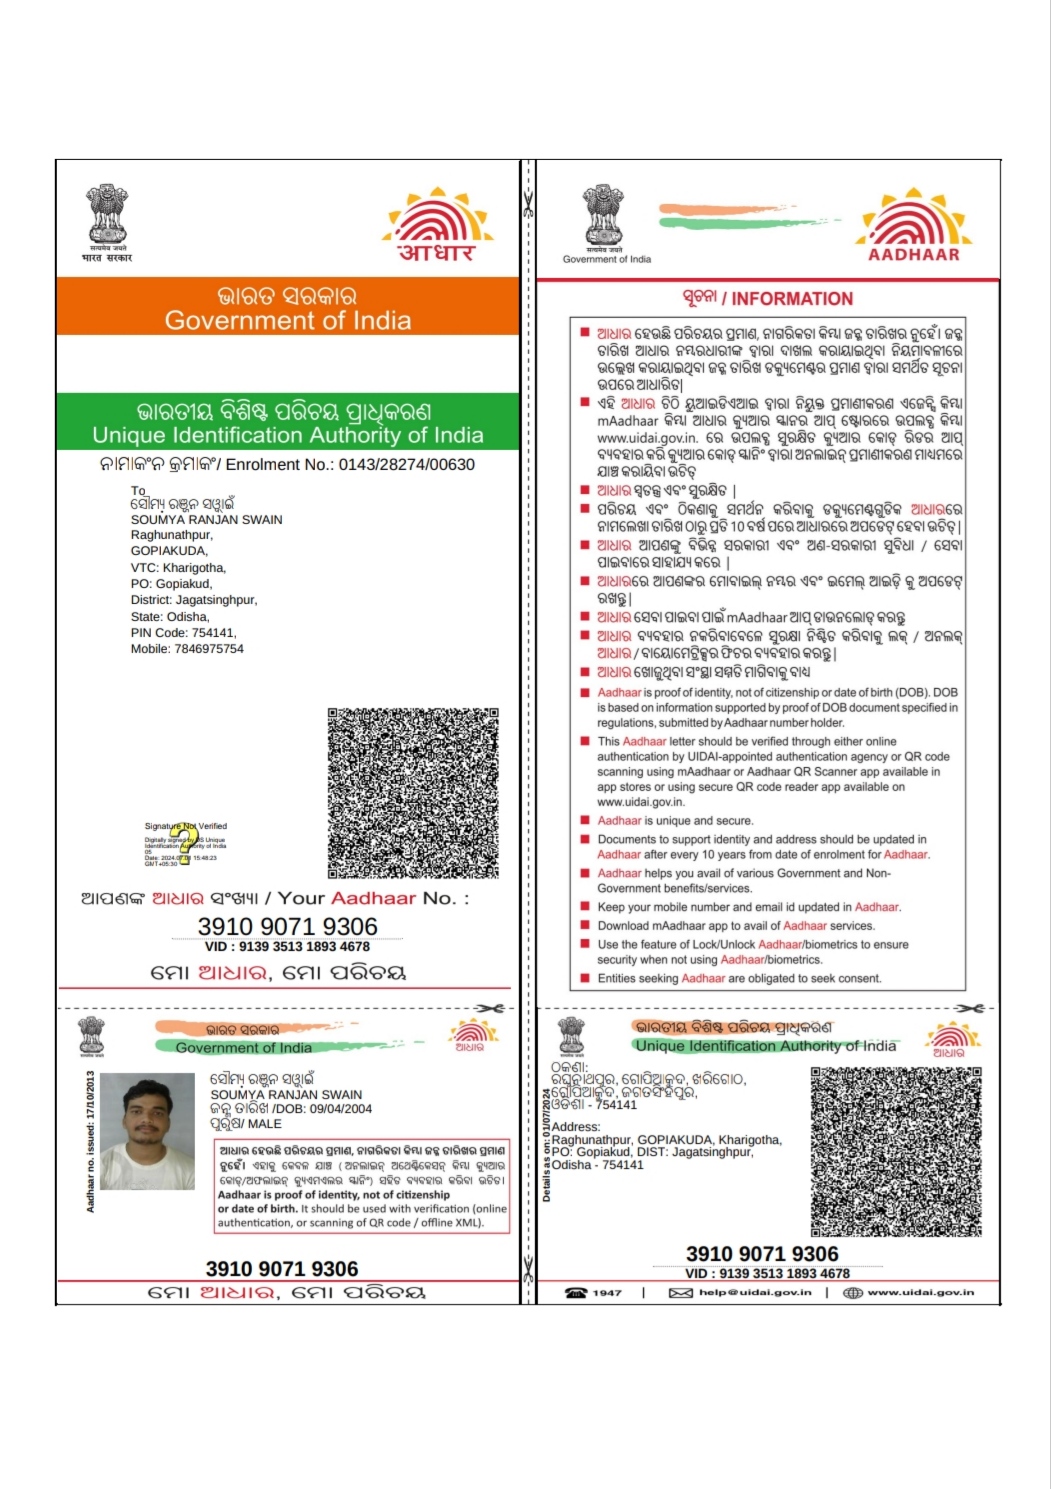 सत्यमेव जयते
भारत सरकार
आधार
ଭାରତ ସରକାର
Government of India
ଭାରତୀୟ ବିଶିଷ୍ଟ ପରିଚୟ ପ୍ରାଧିକରଣ
Unique Identification Authority of India
ନାମାକଂନ କ୍ରମାକଂ/ Enrolment No.: 0143/28274/00630
To
ସୌମ୍ୟ ରଞ୍ଜନ ସ୍ୱାଇଁ
SOUMYA RANJAN SWAIN
Raghunathpur,
GOPIAKUDA,
VTC: Kharigotha,
PO: Gopiakud,
District: Jagatsinghpur,
State: Odisha,
PIN Code: 754141,
Mobile: 7846975754
Signature Not Verified
Digitally signed by DS Unique
Identification Authority of India
05
Date: 2024.07.01 15:48:23
GMT+05:30
ଆପଣଙ୍କ ଆଧାର ସଂଖ୍ୟା / Your Aadhaar No. :
3910 9071 9306
VID : 9139 3513 1893 4678
ମୋ ଆଧାର, ମୋ ପରିଚୟ
सत्यमेव जयते
Government of India
AADHAAR
ସୂଚନା / INFORMATION
ଆଧାର ହେଉଛି ପରିଚୟର ପ୍ରମାଣ, ନାଗରିକତା କିମ୍ବା ଜନ୍ମ ତାରିଖର ନୁହେଁ। ଜନ୍ମ
ତାରିଖ ଆଧାର ନମ୍ବରଧାରୀଙ୍କ ଦ୍ୱାରା ଦାଖଲ କରାଯାଇଥିବା ନିୟମାବଳୀରେ
ଉଲ୍ଲେଖ କରାଯାଇଥିବା ଜନ୍ମ ତାରିଖ ଡକ୍ୟୁମେଣ୍ଟର ପ୍ରମାଣ ଦ୍ୱାରା ସମର୍ଥିତ ସୂଚନା
ଉପରେ ଆଧାରିତ|
ଏହି ଆଧାର ଚିଠି ୟୁଆଇଡିଏଆଇ ଦ୍ୱାରା ନିଯୁକ୍ତ ପ୍ରମାଣୀକରଣ ଏଜେନ୍ସି କିମ୍ବା
mAadhaar କିମ୍ବା ଆଧାର କ୍ୟୁଆର ସ୍କାନର ଆପ୍ ଷ୍ଟୋରରେ ଉପଲବ୍ଧ କିମ୍ବା
www.uidai.gov.in. ରେ ଉପଲବ୍ଧ ସୁରକ୍ଷିତ କ୍ୟୁଆର କୋଡ୍ ରିଡର ଆପ୍
ବ୍ୟବହାର କରି କ୍ୟୁଆର କୋଡ୍ ସ୍କାନିଂ ଦ୍ୱାରା ଅନଲାଇନ୍ ପ୍ରମାଣୀକରଣ ମାଧ୍ୟମରେ
ଯାଞ୍ଚ କରାଯିବା ଉଚିତ୍
ଆଧାର ସ୍ୱତନ୍ତ୍ର ଏବଂ ସୁରକ୍ଷିତ |
ପରିଚୟ ଏବଂ ଠିକଣାକୁ ସମର୍ଥନ କରିବାକୁ ଡକ୍ୟୁମେଣ୍ଟଗୁଡିକ ଆଧାରରେ
ନାମଲେଖା ତାରିଖ ଠାରୁ ପ୍ରତି 10 ବର୍ଷ ପରେ ଆଧାରରେ ଅପଡେଟ୍ ହେବା ଉଚିତ୍|
ଆଧାର ଆପଣଙ୍କୁ ବିଭିନ୍ନ ସରକାରୀ ଏବଂ ଅଣ-ସରକାରୀ ସୁବିଧା / ସେବା
ପାଇବାରେ ସାହାଯ୍ୟ କରେ |
ଆଧାରରେ ଆପଣଙ୍କର ମୋବାଇଲ୍ ନମ୍ବର ଏବଂ ଇମେଲ୍ ଆଇଡ଼ି କୁ ଅପଡେଟ୍
ରଖନ୍ତୁ|
ଆଧାର ସେବା ପାଇବା ପାଇଁ mAadhaar ଆପ୍ ଡାଉନଲୋଡ୍ କରନ୍ତୁ
ଆଧାର ବ୍ୟବହାର ନକରିବାବେଳେ ସୁରକ୍ଷା ନିଶ୍ଚିତ କରିବାକୁ ଲକ୍ / ଅନଲକ୍
ଆଧାର / ବାୟୋମେଟ୍ରିକ୍ସର ଫିଚର ବ୍ୟବହାର କରନ୍ତୁ|
ଆଧାର ଖୋଜୁଥିବା ସଂସ୍ଥା ସମ୍ମତି ମାଗିବାକୁ ବାଧ୍ୟ
Aadhaar is proof of identity, not of citizenship or date of birth (DOB). DOB
is based on information supported by proof of DOB document specified in
regulations, submitted by Aadhaar number holder.
This Aadhaar letter should be verified through either online
authentication by UIDAI-appointed authentication agency or QR code
scanning using mAadhaar or Aadhaar QR Scanner app available in
app stores or using secure QR code reader app available on
www.uidai.gov.in.
Aadhaar is unique and secure.
Documents to support identity and address should be updated in
Aadhaar after every 10 years from date of enrolment for Aadhaar.
Aadhaar helps you avail of various Government and Non-
Government benefits/services.
Keep your mobile number and email id updated in Aadhaar.
Download mAadhaar app to avail of Aadhaar services.
Use the feature of Lock/Unlock Aadhaar/biometrics to ensure
security when not using Aadhaar/biometrics.
Entities seeking Aadhaar are obligated to seek consent.
ଭାରତ ସରକାର
Government of India
ଆଧାର
Aadhaar no. issued: 17/10/2013
ସୌମ୍ୟ ରଞ୍ଜନ ସ୍ୱାଇଁ
SOUMYA RANJAN SWAIN
ଜନ୍ମ ତାରିଖ /DOB: 09/04/2004
ପୁରୁଷ/ MALE
ଆଧାର ହେଉଛି ପରିଚୟର ପ୍ରମାଣ, ନାଗରିକତା କିମ୍ବା ଜନ୍ମ ତାରିଖର ପ୍ରମାଣ
ନୁହେଁ। ଏହାକୁ କେବଳ ଯାଞ୍ଚ (ଅନଲାଇନ୍ ଅଥେଣ୍ଟିକେସନ୍ କିମ୍ବା କ୍ୟୁଆର
କୋଡ୍/ଅଫଲାଇନ୍ କ୍ୟୁଏମଏଲର ସ୍କାନିଂ) ସହିତ ବ୍ୟବହାର କରିବା ଉଚିତ।
Aadhaar is proof of identity, not of citizenship
or date of birth. It should be used with verification (online
authentication, or scanning of QR code / offline XML).
3910 9071 9306
ମୋ ଆଧାର, ମୋ ପରିଚୟ
ଭାରତୀୟ ବିଶିଷ୍ଟ ପରିଚୟ ପ୍ରାଧିକରଣ
Unique Identification Authority of India
ଆଧାର
Details as on: 01/07/2024
ଠିକଣା:
ରଘୁନାଥପୁର, ଗୋପିଆକୁଦ, ଖରିଗୋଠ,
ଗୋପିଆକୁଦ, ଜଗତସିଂହପୁର,
ଓଡିଶା - 754141
Address:
Raghunathpur, GOPIAKUDA, Kharigotha,
PO: Gopiakud, DIST: Jagatsinghpur,
Odisha - 754141
3910 9071 9306
VID : 9139 3513 1893 4678
1947 | help@uidai.gov.in | www.uidai.gov.in